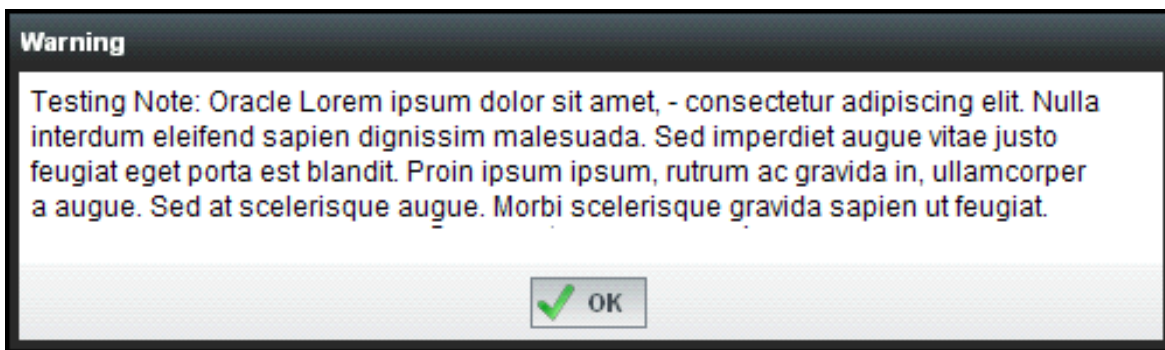 Warning
Testing Note: Oracle Lorem ipsum dolor sit amet, - consectetur adipiscing elit. Nulla
interdum eleifend sapien dignissim malesuada. Sed imperdiet augue vitae justo
feugiat eget porta est blandit. Proin ipsum ipsum, rutrum ac gravida in, ullamcorper
a augue. Sed at scelerisque augue. Morbi scelerisque gravida sapien ut feugiat.
OK